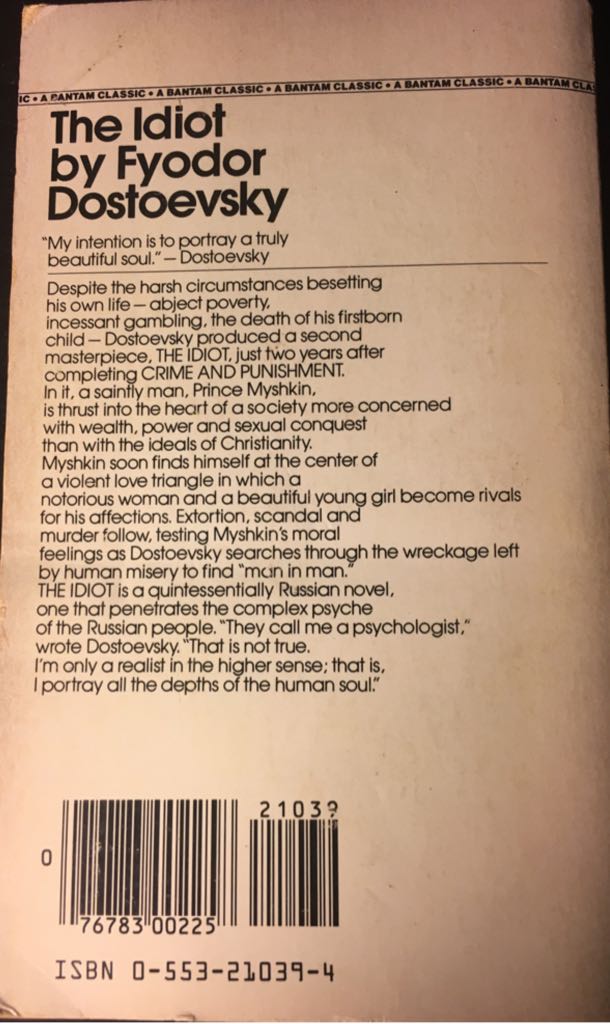 IC • A BANTAM CLASSIC • A BANTAM CLASSIC • A BANTAM CLASSIC • A BANTAM CLASSIC • A BANTAM CLA
The Idiot
by Fyodor
Dostoevsky
"My intention is to portray a truly
beautiful soul." — Dostoevsky
Despite the harsh circumstances besetting
his own life — abject poverty,
incessant gambling, the death of his firstborn
child — Dostoevsky produced a second
masterpiece, THE IDIOT, just two years after
completing CRIME AND PUNISHMENT.
In it, a saintly man, Prince Myshkin,
is thrust into the heart of a society more concerned
with wealth, power and sexual conquest
than with the ideals of Christianity.
Myshkin soon finds himself at the center of
a violent love triangle in which a
notorious woman and a beautiful young girl become rivals
for his affections. Extortion, scandal and
murder follow, testing Myshkin's moral
feelings as Dostoevsky searches through the wreckage left
by human misery to find "man in man."
THE IDIOT is a quintessentially Russian novel,
one that penetrates the complex psyche
of the Russian people. "They call me a psychologist,"
wrote Dostoevsky. "That is not true.
I'm only a realist in the higher sense; that is,
I portray all the depths of the human soul."
21039
0
76783 00225
ISBN 0-553-21039-4